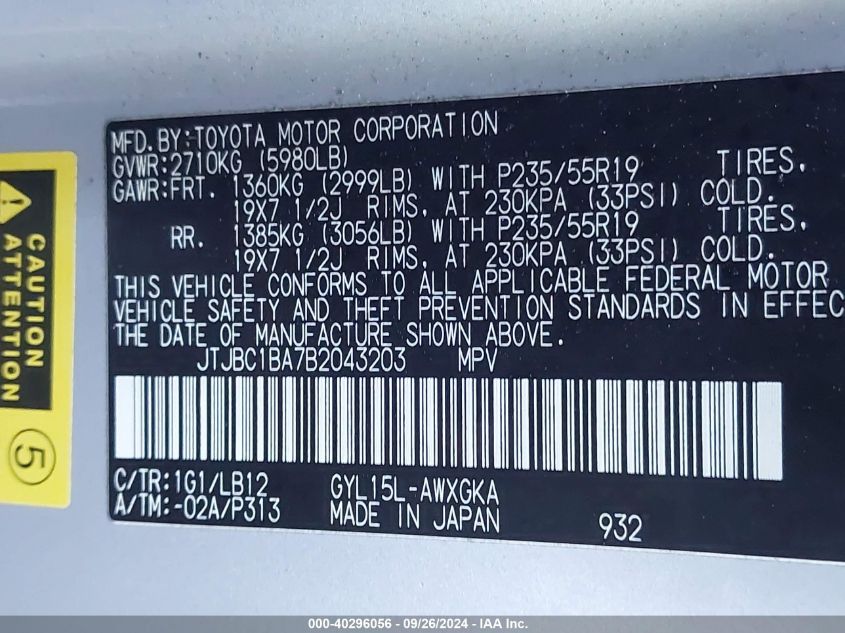 MFD. BY: TOYOTA MOTOR CORPORATION
GVWR: 2710KG (5980LB)
GAWR: FRT. 1360KG (2999LB) WITH P235/55R19 TIRES,
19X7 1/2J RIMS, AT 230KPA (33PSI) COLD.
RR. 1385KG (3056LB) WITH P235/55R19 TIRES,
19X7 1/2J RIMS, AT 230KPA (33PSI) COLD.
THIS VEHICLE CONFORMS TO ALL APPLICABLE FEDERAL MOTOR
VEHICLE SAFETY AND THEFT PREVENTION STANDARDS IN EFFEC
THE DATE OF MANUFACTURE SHOWN ABOVE.
JTJBC1BA7B2043203 MPV
C/TR: 1G1/LB12 GYL15L-AWXGKA
A/TM: -02A/P313 MADE IN JAPAN 932
CAUTION
ATTENTION
5
000-40296056 - 09/26/2024 - IAA Inc.